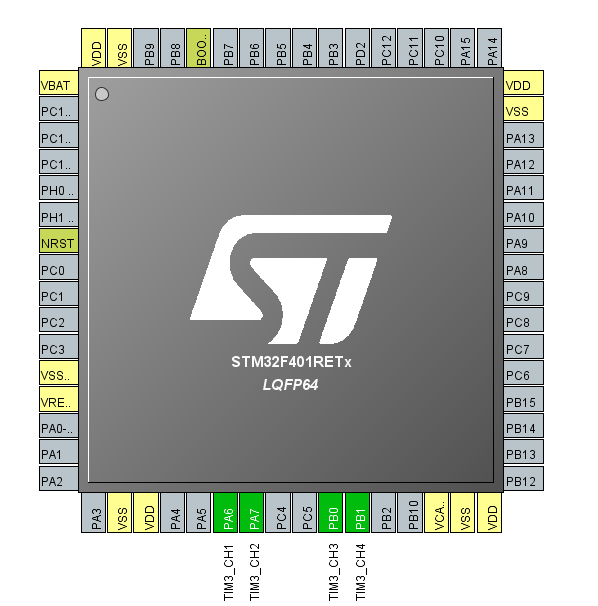 VDD
VSS
PB9
PB8
BOO..
PB7
PB6
PB5
PB4
PB3
PD2
PC12
PC11
PC10
PA15
PA14
VBAT
PC1..
PC1..
PC1..
PH0 ..
PH1 ..
NRST
PC0
PC1
PC2
PC3
VSS..
VRE..
PA0-..
PA1
PA2
VDD
VSS
PA13
PA12
PA11
PA10
PA9
PA8
PC9
PC8
PC7
PC6
PB15
PB14
PB13
PB12
ST
STM32F401RETx
LQFP64
PA3
VSS
VDD
PA4
PA5
PA6
PA7
PC4
PC5
PB0
PB1
PB2
PB10
VCA..
VSS
VDD
TIM3_CH1
TIM3_CH2
TIM3_CH3
TIM3_CH4